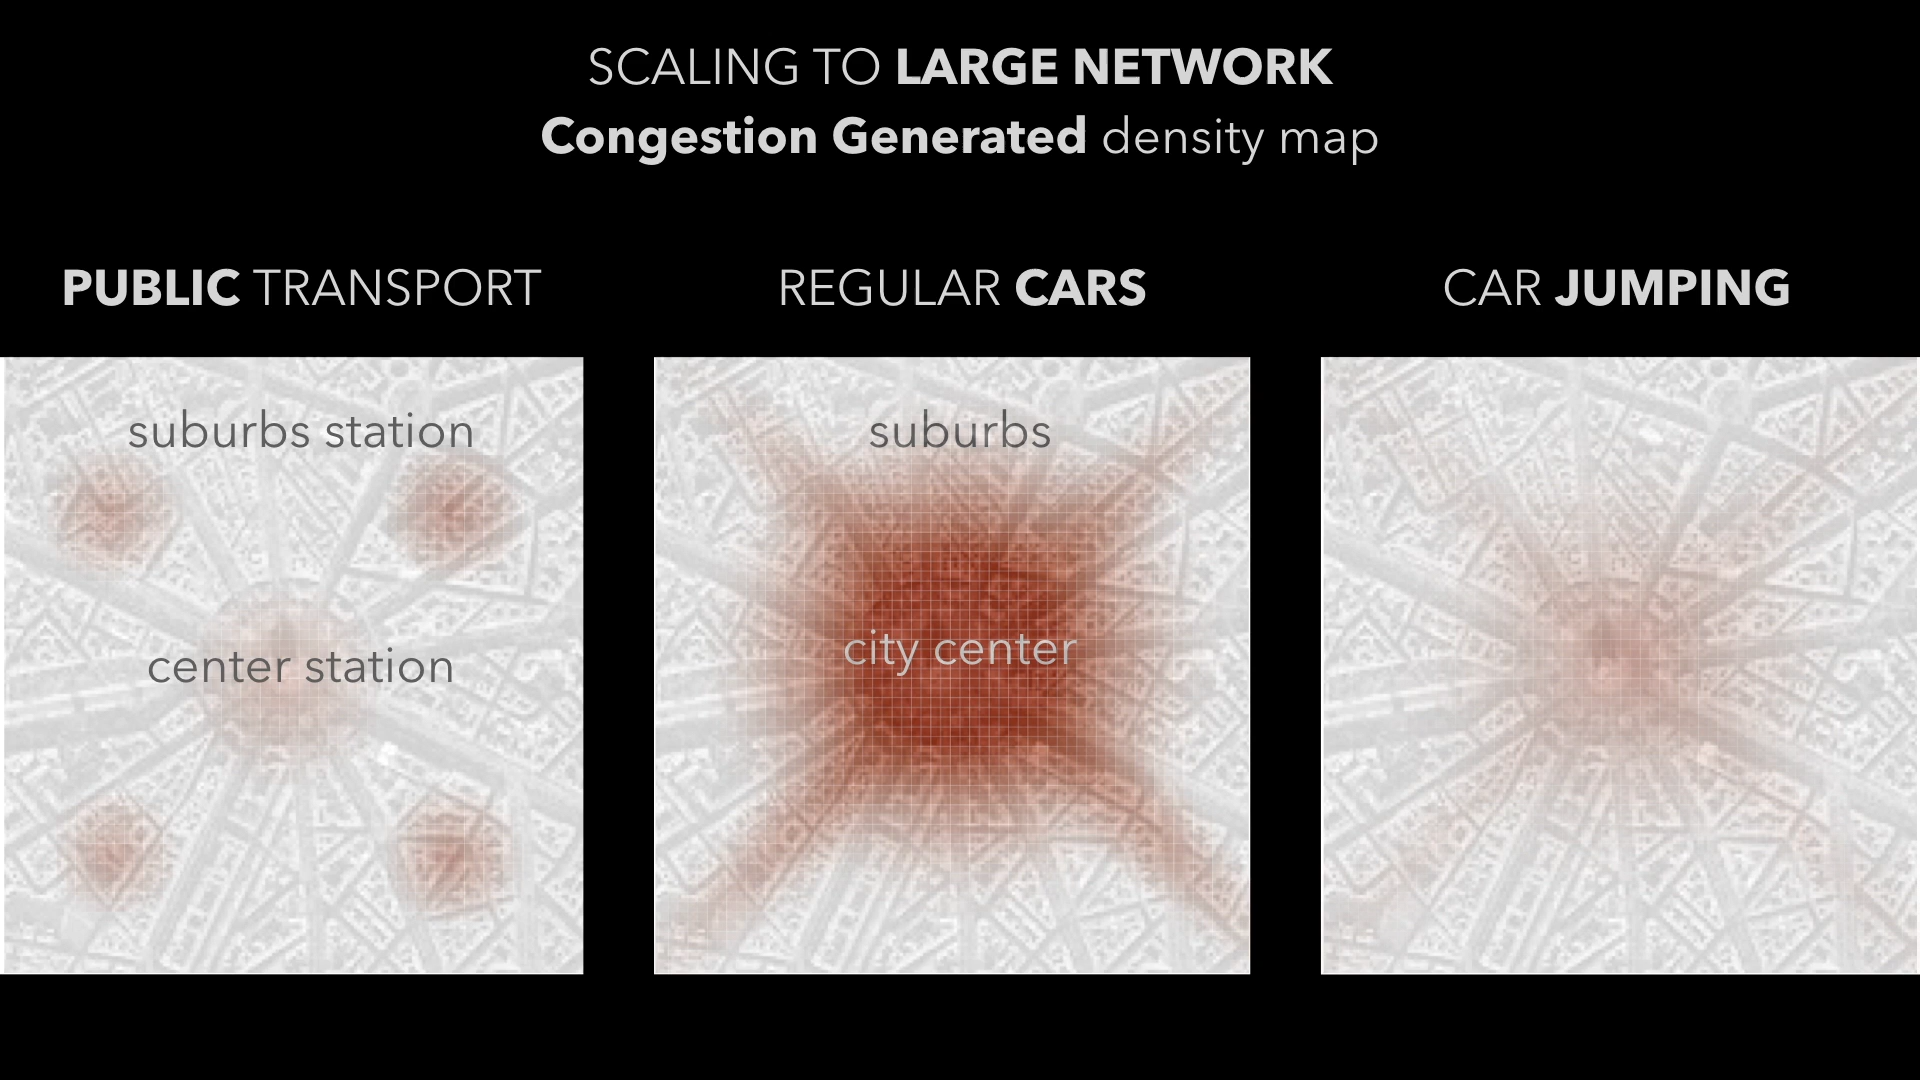 SCALING TO LARGE NETWORK
Congestion Generated density map
PUBLIC TRANSPORT
suburbs station
center station
REGULAR CARS
suburbs
city center
CAR JUMPING